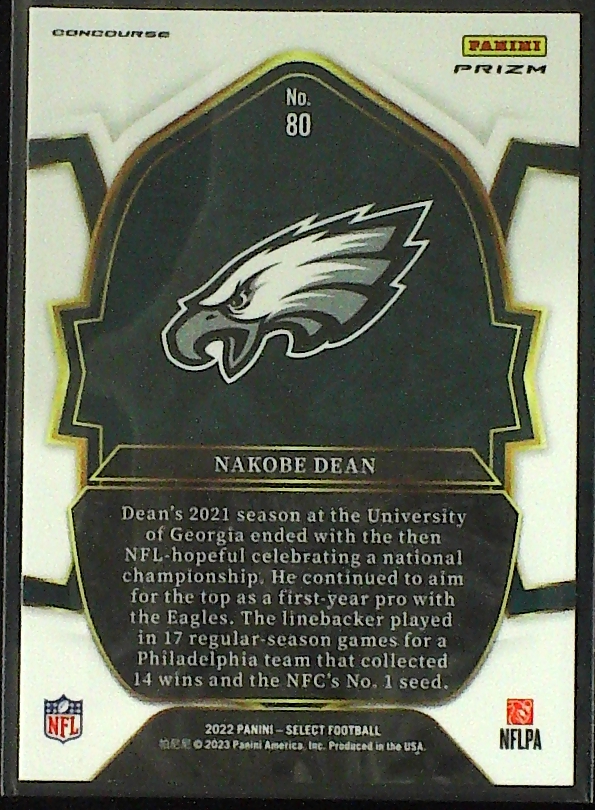 CONCOURSE
PANINI
PRIZM
No.
80
NAKOBE DEAN
Dean's 2021 season at the University
of Georgia ended with the then
NFL-hopeful celebrating a national
championship. He continued to aim
for the top as a first-year pro with
the Eagles. The linebacker played
in 17 regular-season games for a
Philadelphia team that collected
14 wins and the NFC's No. 1 seed.
NFL
NFLPA
2022 PANINI – SELECT FOOTBALL
帕尼尼 © 2023 Panini America, Inc. Produced in the USA.